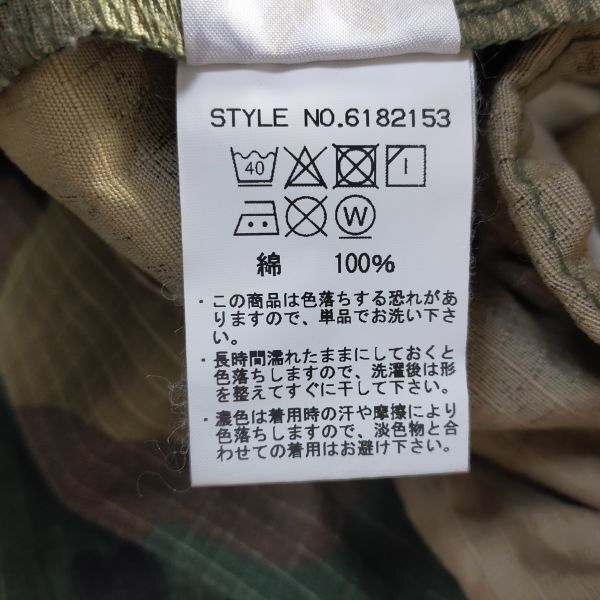 STYLE NO.6182153
40
W
綿 100%
・この商品は色落ちする恐れがあ
りますので、単品でお洗い下さ
い。
・長時間濡れたままにしておくと
色落ちしますので、洗濯後は形
を整えてすぐに干して下さい。
・濃色は着用時の汗や摩擦により
色落ちしますので、淡色物と合
わせての着用はお避け下さい。